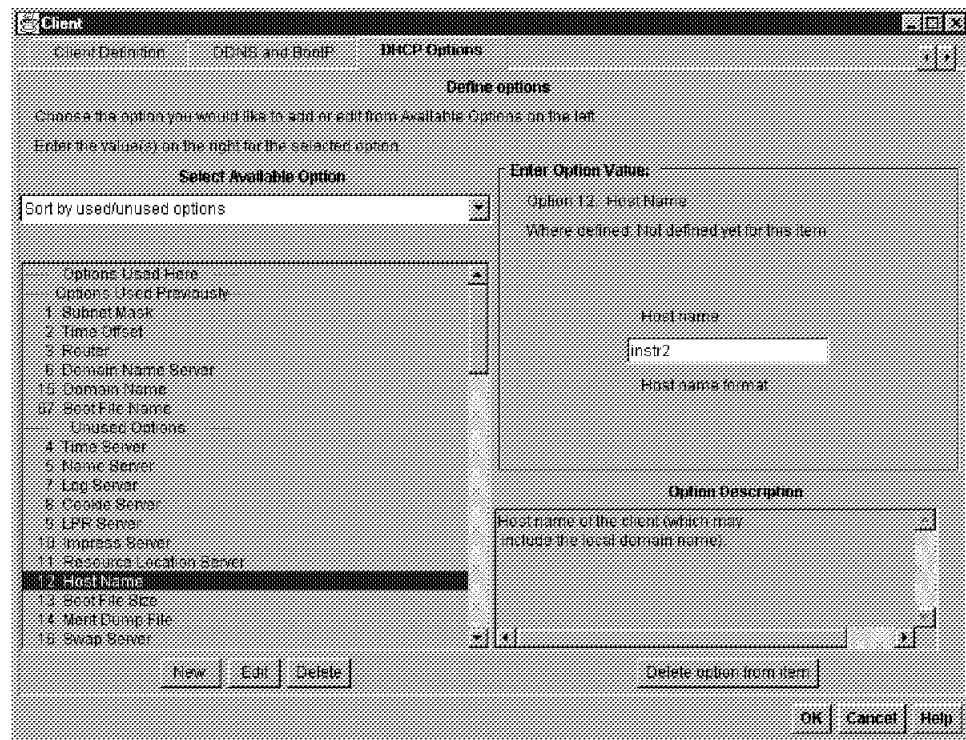 Client
Client Definition
DDNS and BootP
DHCP Options
Define options
Choose the option you would like to add or edit from Available Options on the left.
Enter the value(s) on the right for the selected option.
Select Available Option
Sort by used/unused options
------ Options Used Here ------
------ Options Used Previously ------
1 Subnet Mask
2 Time Offset
3 Router
6 Domain Name Server
15 Domain Name
67 Boot File Name
------ Unused Options ------
4 Time Server
5 Name Server
7 Log Server
8 Cookie Server
9 LPR Server
10 Impress Server
11 Resource Location Server
12 Host Name
13 Boot File Size
14 Merit Dump File
16 Swap Server
New
Edit
Delete
Enter Option Value:
Option 12. Host Name
Where defined: Not defined yet for this item
Host name
instr2
Host name format
Option Description
Host name of the client (which may
include the local domain name)
Delete option from item
OK
Cancel
Help